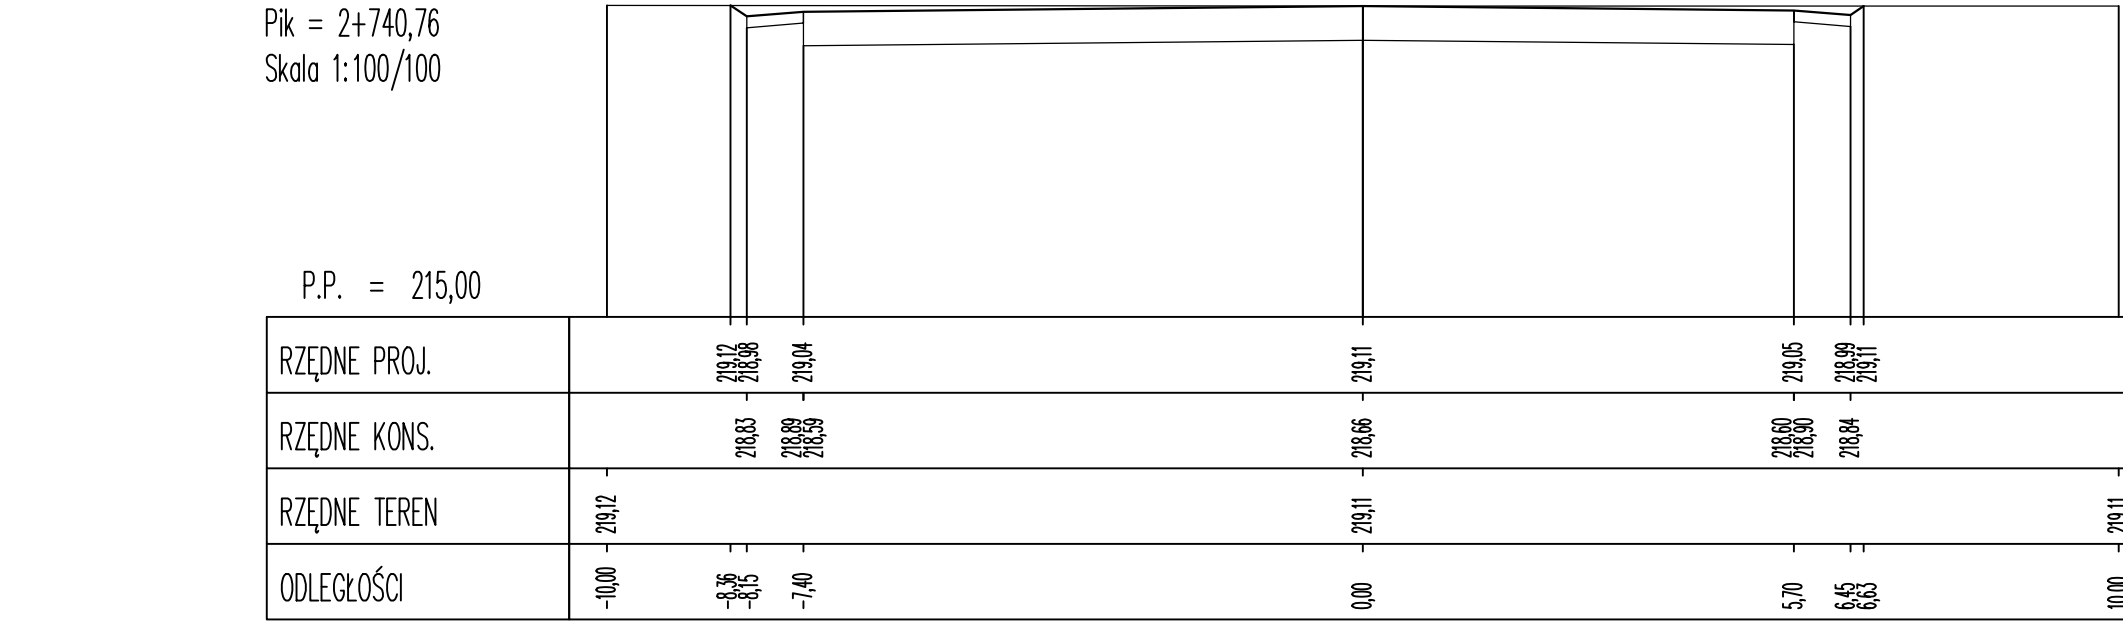 Pik = 2+740,76
Skala 1:100/100
P.P. = 215,00
RZĘDNE PROJ. 219,12 218,98 219,04 219,11 219,05 218,99 219,11
RZĘDNE KONS. 218,83 218,89 218,59 218,66 218,60 218,90 218,84
RZĘDNE TEREN 219,12 219,11 219,11
ODLEGŁOŚCI -10,00 -8,36 -8,15 -7,40 0,00 5,70 6,45 6,63 10,00